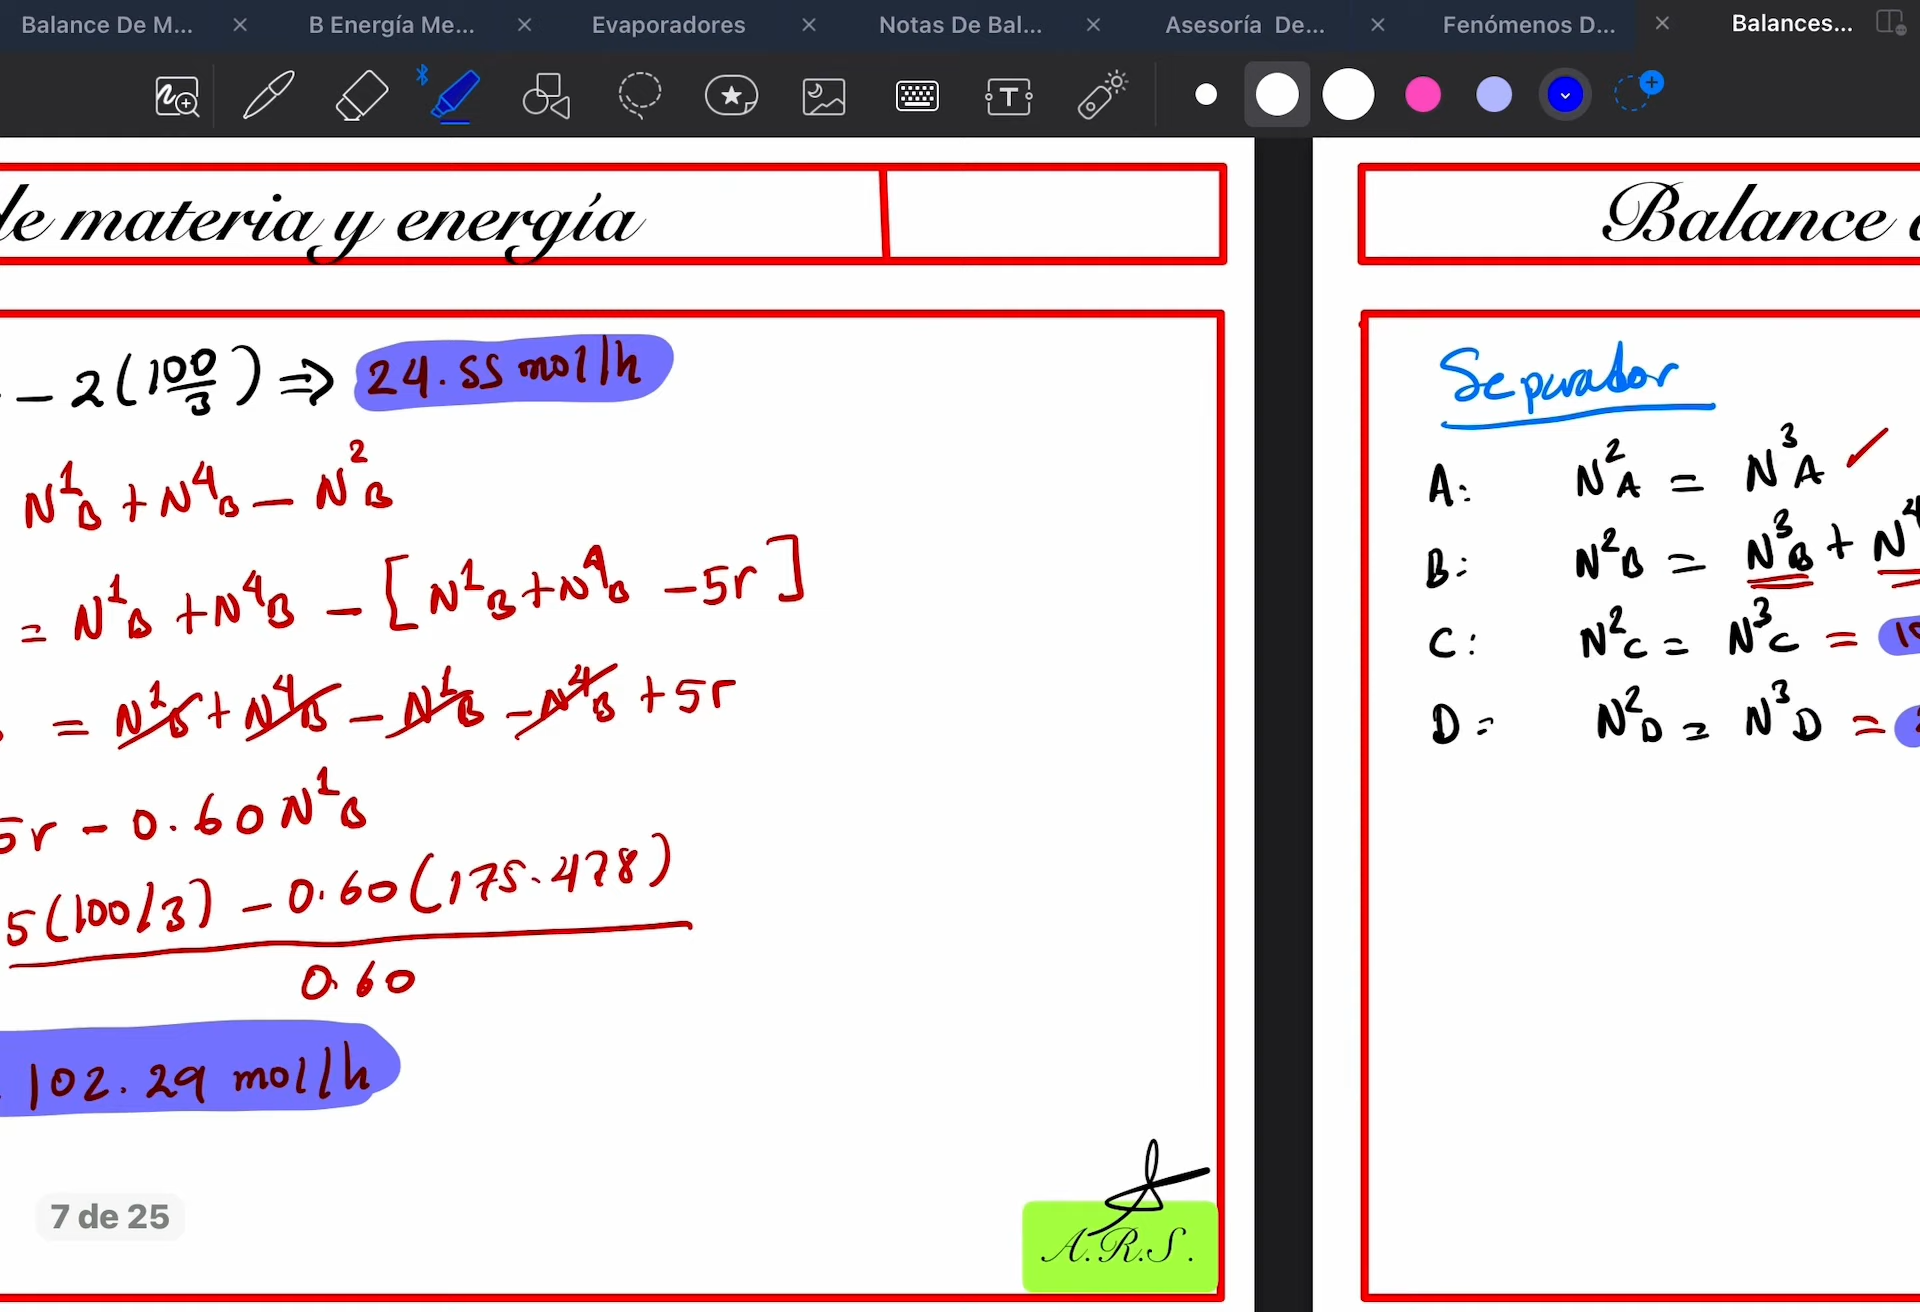 Balance De M... × B Energía Me... × Evaporadores × Notas De Bal... × Asesoría De... × Fenómenos D... × Balances...
de materia y energía
- 2(100/3) ⇒ 24.55 mol/h
N¹B + N⁴B - N²B
= N¹B + N⁴B - [N¹B + N⁴B - 5r]
= N¹B + N⁴B - N¹B - N⁴B + 5r
5r - 0.60 N¹B
5(100/3) - 0.60(175.478)
0.60
102.29 mol/h
7 de 25
A.R.S.
Balance
Separador
A: N²A = N³A ✓
B: N²B = N³B + N⁴
C: N²C = N³C =
D: N²D = N³D =